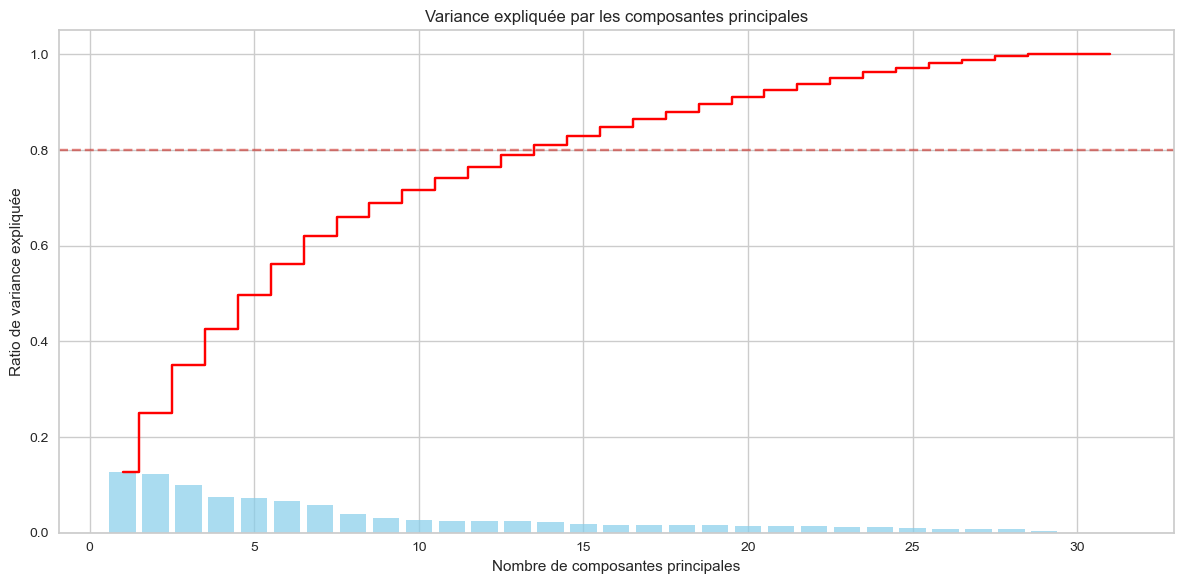 Variance expliquée par les composantes principales
1.0
0.8
0.6
0.4
0.2
0.0
Ratio de variance expliquée
0 5 10 15 20 25 30
Nombre de composantes principales